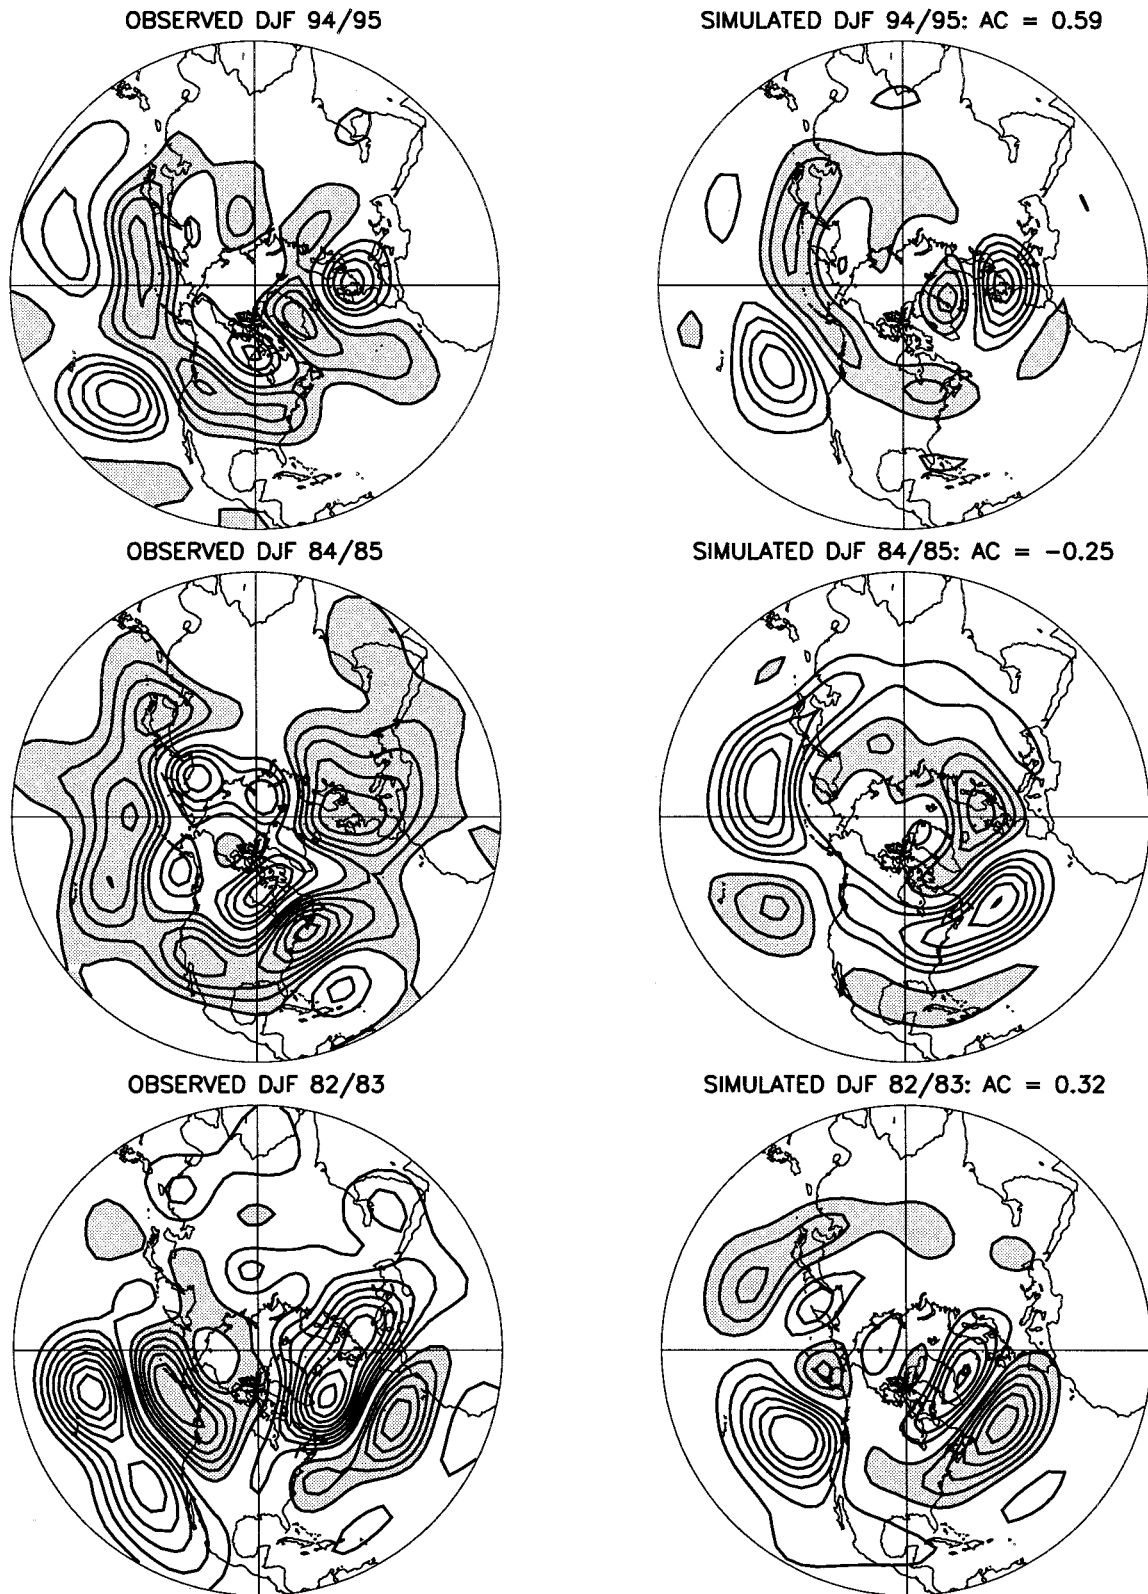 OBSERVED DJF 94/95
SIMULATED DJF 94/95: AC = 0.59
OBSERVED DJF 84/85
SIMULATED DJF 84/85: AC = −0.25
OBSERVED DJF 82/83
SIMULATED DJF 82/83: AC = 0.32